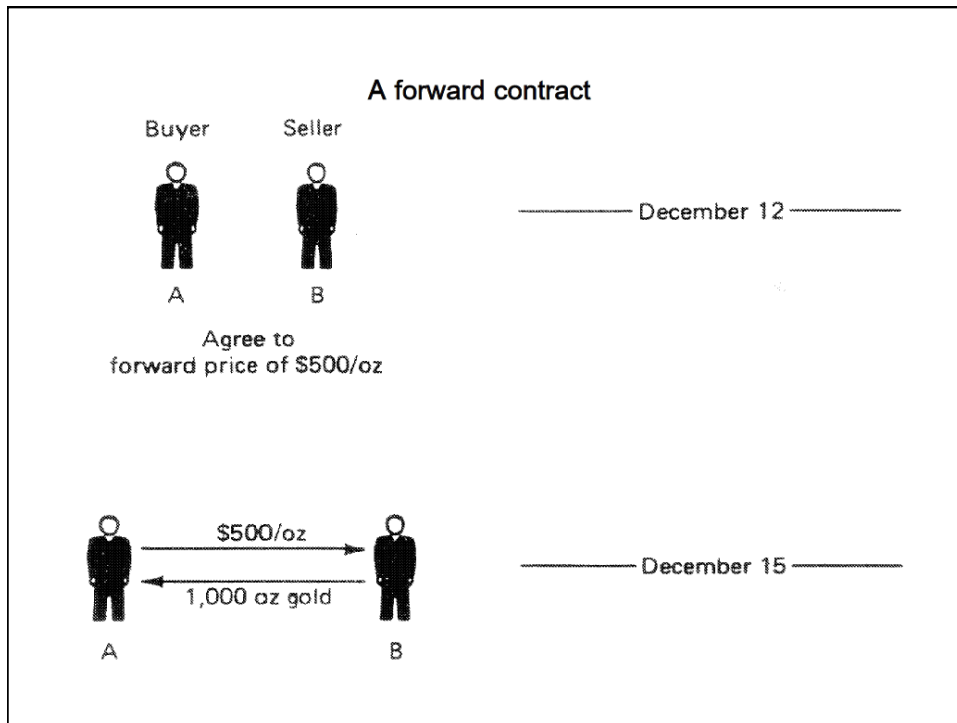 A forward contract
Buyer Seller
December 12
A B
Agree to
forward price of $500/oz
$500/oz
December 15
1,000 oz gold
A B